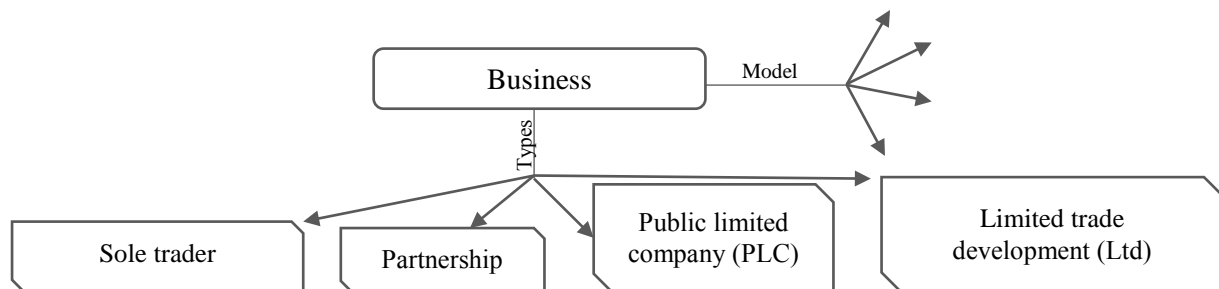 Business
Model
Types
Sole trader
Partnership
Public limited
company (PLC)
Limited trade
development (Ltd)